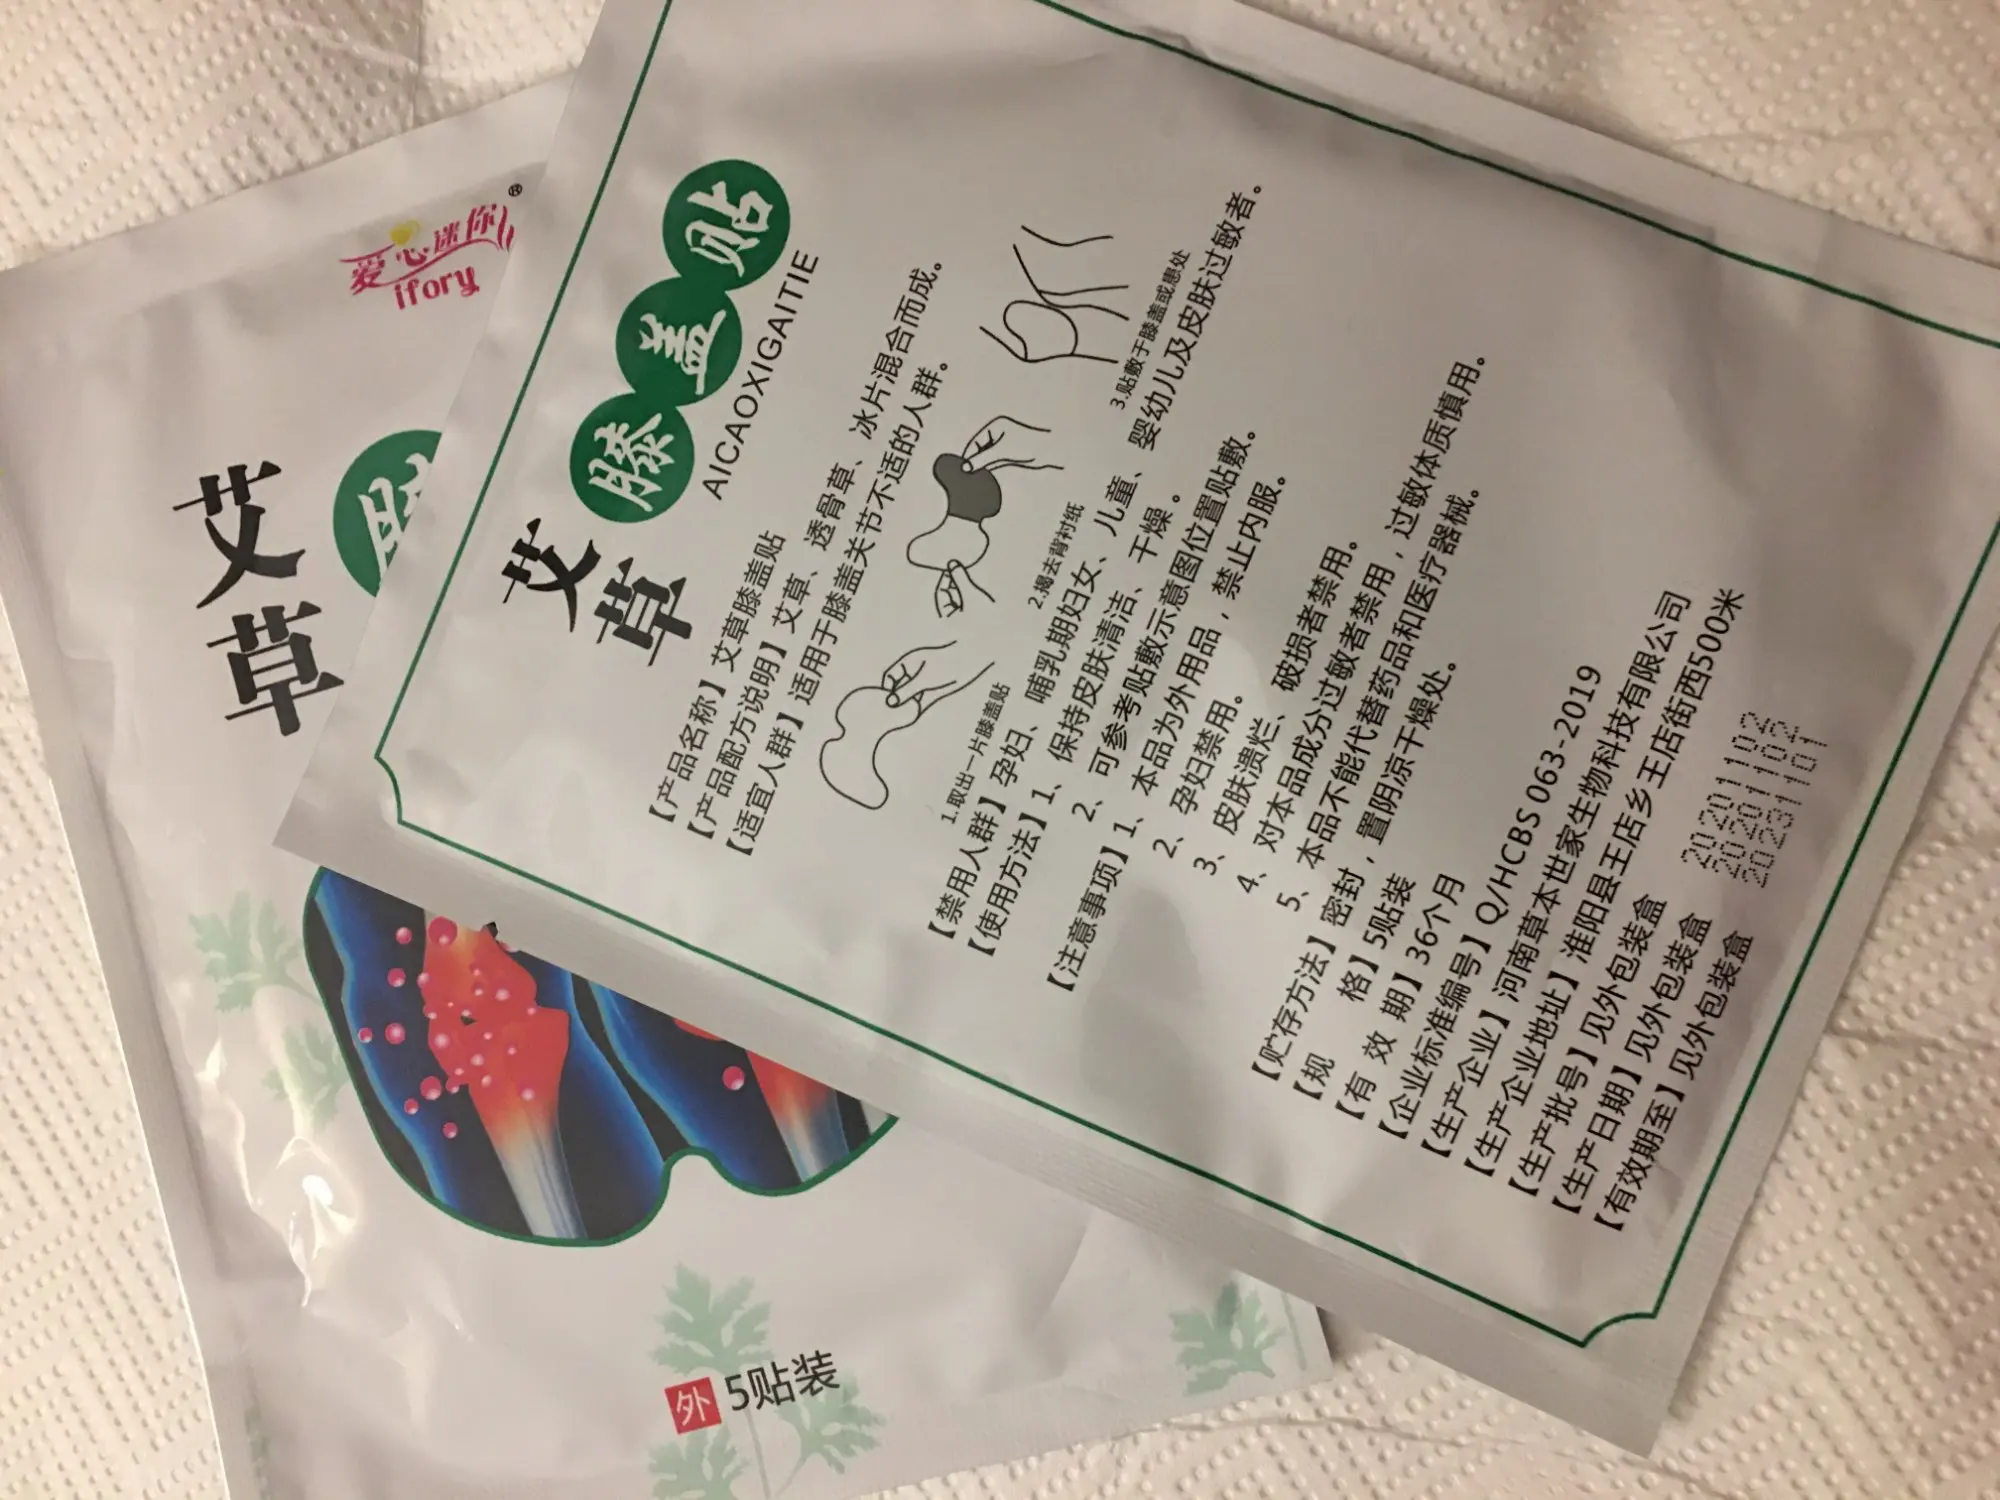 爱心迷你®
ifory
艾草
外 5贴装
艾草
膝盖贴
AICAOXIGAITIE
【产品名称】艾草膝盖贴
【产品配方说明】艾草、透骨草、冰片混合而成。
【适宜人群】适用于膝盖关节不适的人群。
1.取出一片膝盖贴
2.揭去背衬纸
3.贴敷于膝盖或患处
【禁用人群】孕妇、哺乳期妇女、儿童、婴幼儿及皮肤过敏者。
【使用方法】1、保持皮肤清洁、干燥。
2、可参考贴敷示意图位置贴敷。
【注意事项】1、本品为外用品，禁止内服。
2、孕妇禁用。
3、皮肤溃烂、破损者禁用。
4、对本品成分过敏者禁用，过敏体质慎用。
5、本品不能代替药品和医疗器械。
【贮存方法】密封，置阴凉干燥处。
【规 格】5贴装
【有 效 期】36个月
【企业标准编号】Q/HCBS 063-2019
【生产企业】河南草本世家生物科技有限公司
【生产企业地址】淮阳县王店乡王店街西500米
【生产批号】见外包装盒
【生产日期】见外包装盒
【有效期至】见外包装盒
20201102
20201102
20231101